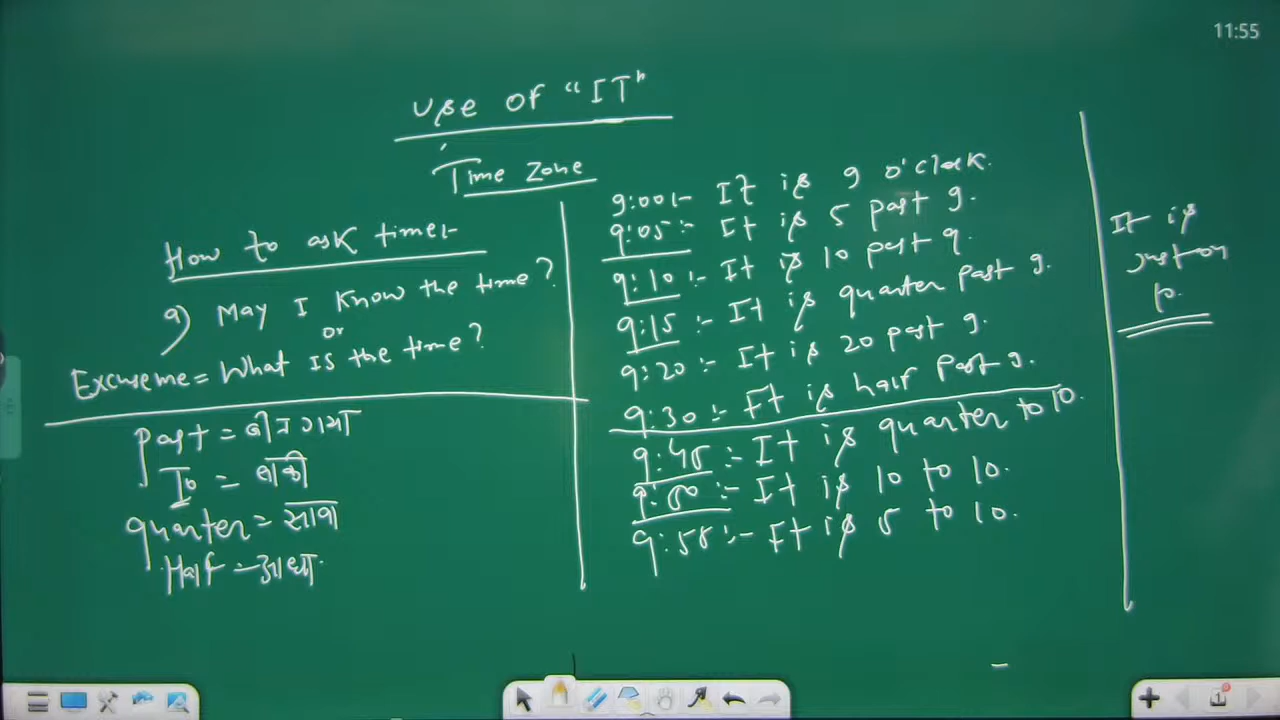 11:55
Use of "IT"
Time Zone
How to ask time:-
Q) May I Know the time?
or
Excuse me = What Is the time?
Past = बीत गया
To = बाकी
quarter = सावा
Half = आधा
9:00:- It is 9 o'clock.
9:05:- It is 5 past 9.
9:10:- It is 10 past 9.
9:15:- It is quarter past 9.
9:20:- It is 20 past 9.
9:30:- It is half past 9.
9:45:- It is quarter to 10.
9:50:- It is 10 to 10.
9:55:- It is 5 to 10.
It is
just on
1